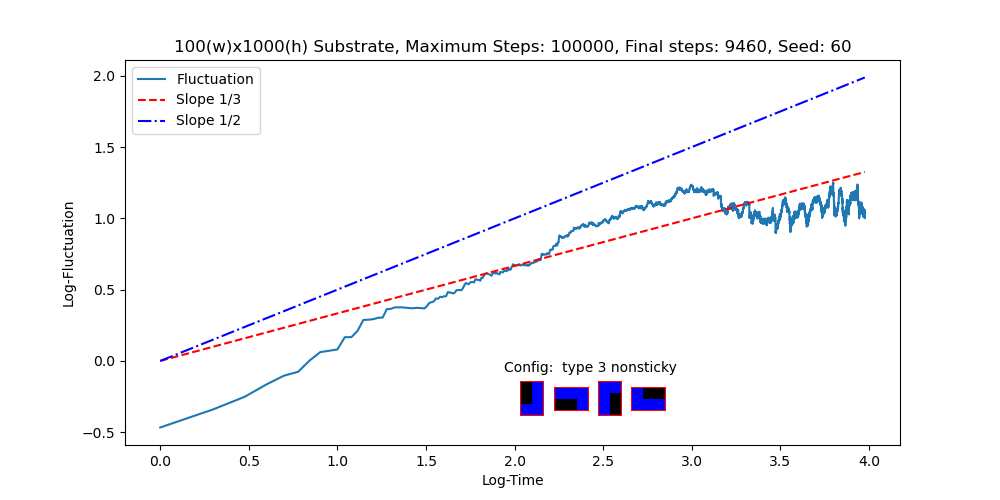 100(w)x1000(h) Substrate, Maximum Steps: 100000, Final steps: 9460, Seed: 60
Fluctuation
Slope 1/3
Slope 1/2
2.0
1.5
1.0
0.5
0.0
−0.5
Log-Fluctuation
Config:  type 3 nonsticky
0.0 0.5 1.0 1.5 2.0 2.5 3.0 3.5 4.0
Log-Time